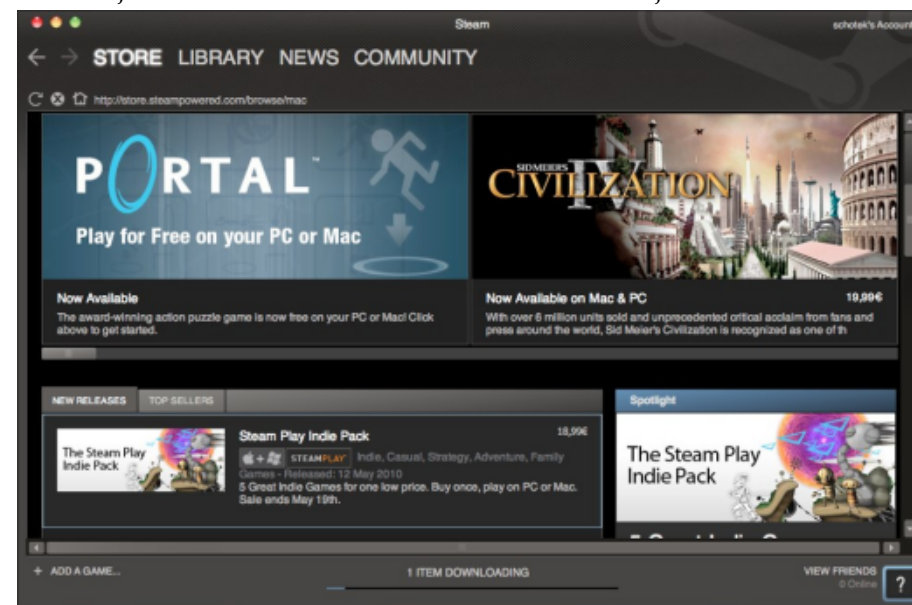 Steam
schotek's Account
STORE LIBRARY NEWS COMMUNITY
http://store.steampowered.com/browse/mac
PORTAL™
Play for Free on your PC or Mac
SID MEIER'S
CIVILIZATION
IV
Now Available
The award-winning action puzzle game is now free on your PC or Mac! Click
above to get started.
Now Available on Mac & PC 19,99€
With over 6 million units sold and unprecedented critical acclaim from fans and
press around the world, Sid Meier's Civilization is recognized as one of th
NEW RELEASES TOP SELLERS
The Steam Play
Indie Pack
Steam Play Indie Pack 18,99€
+ STEAMPLAY Indie, Casual, Strategy, Adventure, Family
Games - Released: 12 May 2010
5 Great Indie Games for one low price. Buy once, play on PC or Mac.
Sale ends May 19th.
Spotlight
The Steam Play
Indie Pack
+ ADD A GAME...
1 ITEM DOWNLOADING
VIEW FRIENDS
0 Online
?